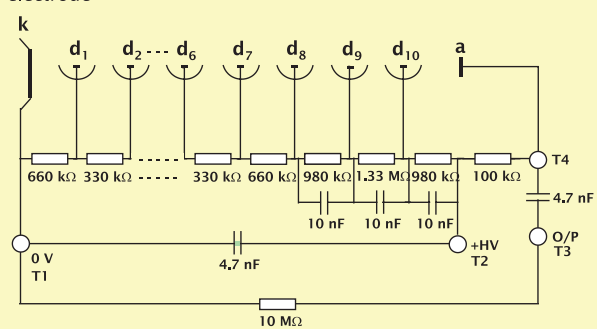 electrode
k
d1 d2 d6 d7 d8 d9 d10 a
660 kΩ 330 kΩ 330 kΩ 660 kΩ 980 kΩ 1.33 MΩ 980 kΩ 100 kΩ
T4
10 nF 10 nF 10 nF
4.7 nF
0 V
T1
4.7 nF
+HV
T2
O/P
T3
10 MΩ